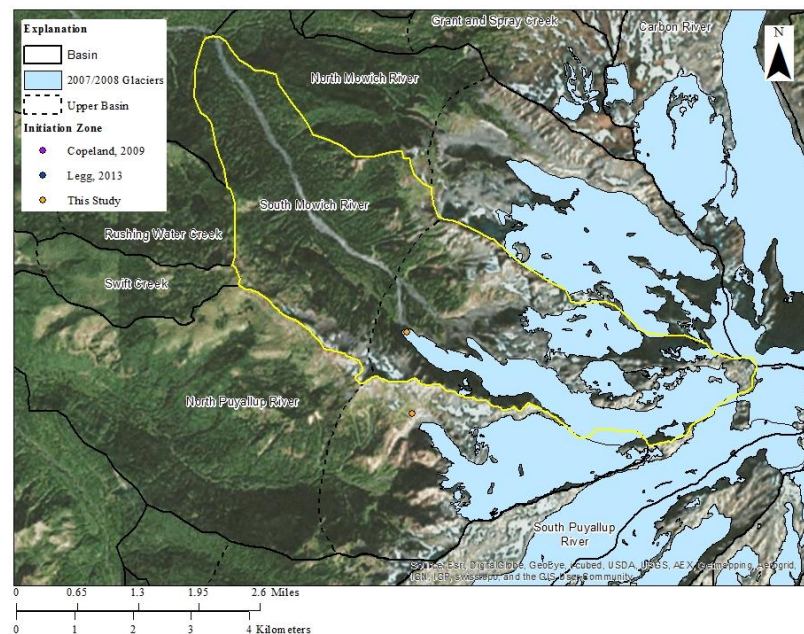 Explanation
Basin
2007/2008 Glaciers
Upper Basin
Initiation Zone
Copeland, 2009
Legg, 2013
This Study
Grant and Spray Creek
Carbon River
N
North Mowich River
South Mowich River
Rushing Water Creek
Swift Creek
North Puyallup River
South Puyallup
River
Esri, DigitalGlobe, GeoEye, i-cubed, USDA, USGS, AEX, Getmapping, Aerogrid,
IGN, IGP, swisstopo, and the GIS User Community
0 0.65 1.3 1.95 2.6 Miles
0 1 2 3 4 Kilometers